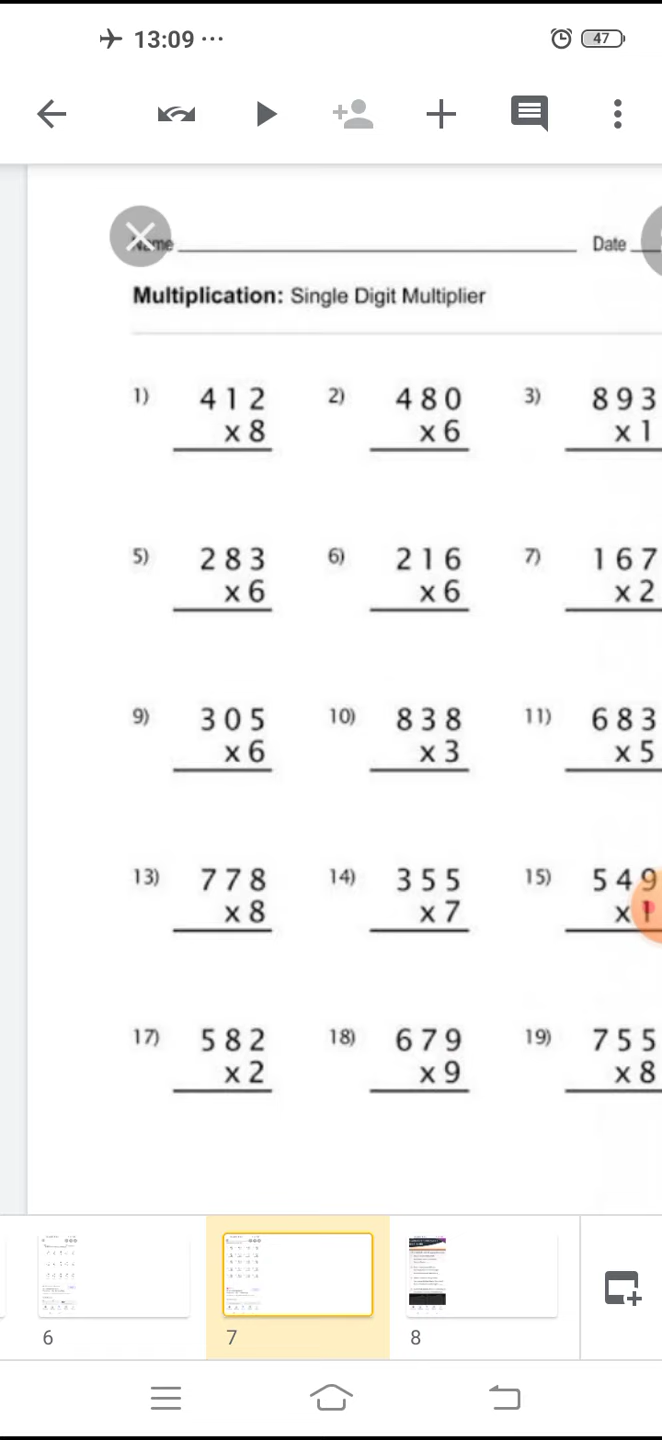 13:09 ...
47
Name
Date
Multiplication: Single Digit Multiplier
1) 412 2) 480 3) 893
x 8 x 6 x 1
5) 283 6) 216 7) 167
x 6 x 6 x 2
9) 305 10) 838 11) 683
x 6 x 3 x 5
13) 778 14) 355 15) 549
x 8 x 7 x 1
17) 582 18) 679 19) 755
x 2 x 9 x 8
6 7 8